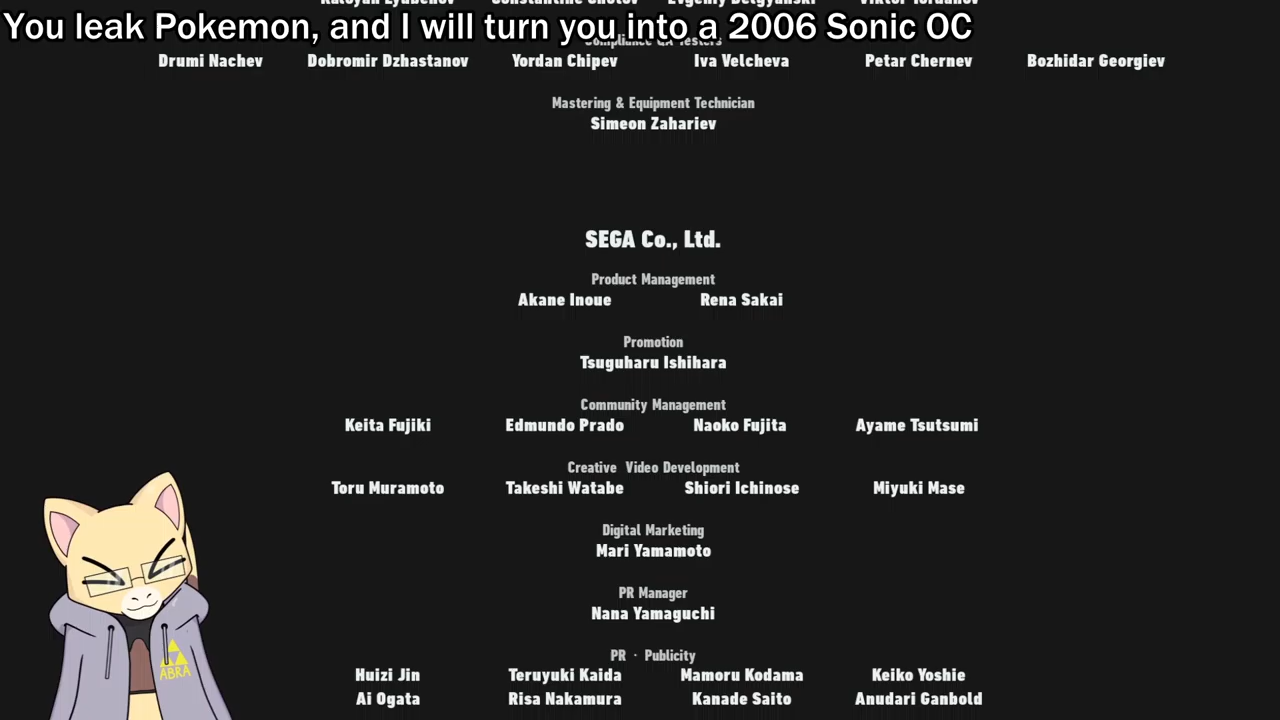 You leak Pokemon, and I will turn you into a 2006 Sonic OC
Compliance QA Testers
Drumi Nachev Dobromir Dzhastanov Yordan Chipev Iva Velcheva Petar Chernev Bozhidar Georgiev
Mastering & Equipment Technician
Simeon Zahariev
SEGA Co., Ltd.
Product Management
Akane Inoue Rena Sakai
Promotion
Tsuguharu Ishihara
Community Management
Keita Fujiki Edmundo Prado Naoko Fujita Ayame Tsutsumi
Creative Video Development
Toru Muramoto Takeshi Watabe Shiori Ichinose Miyuki Mase
Digital Marketing
Mari Yamamoto
PR Manager
Nana Yamaguchi
PR · Publicity
Huizi Jin Teruyuki Kaida Mamoru Kodama Keiko Yoshie
Ai Ogata Risa Nakamura Kanade Saito Anudari Ganbold
ABRA